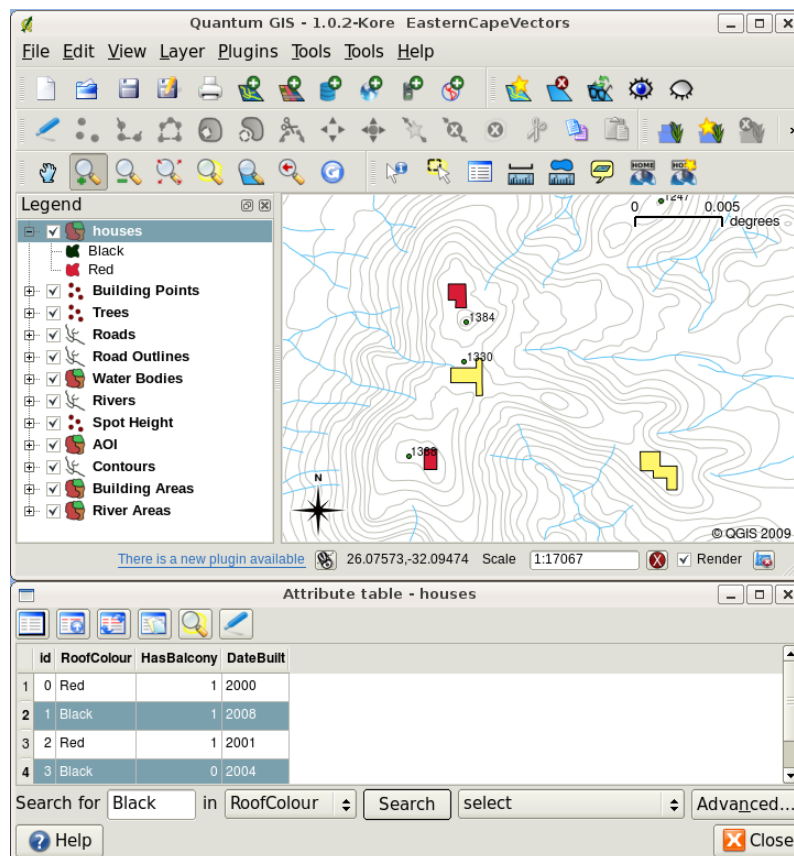 Quantum GIS - 1.0.2-Kore EasternCapeVectors
File Edit View Layer Plugins Tools Tools Help
HOME HO
Legend
houses
Black
Red
Building Points
Trees
Roads
Road Outlines
Water Bodies
Rivers
Spot Height
AOI
Contours
Building Areas
River Areas
1247
0 0.005
degrees
1384
1330
1388
N
© QGIS 2009
There is a new plugin available 26.07573,-32.09474 Scale 1:17067 Render
Attribute table - houses
id RoofColour HasBalcony DateBuilt
1 0 Red 1 2000
2 1 Black 1 2008
3 2 Red 1 2001
4 3 Black 0 2004
Search for Black in RoofColour Search select Advanced...
Help Close